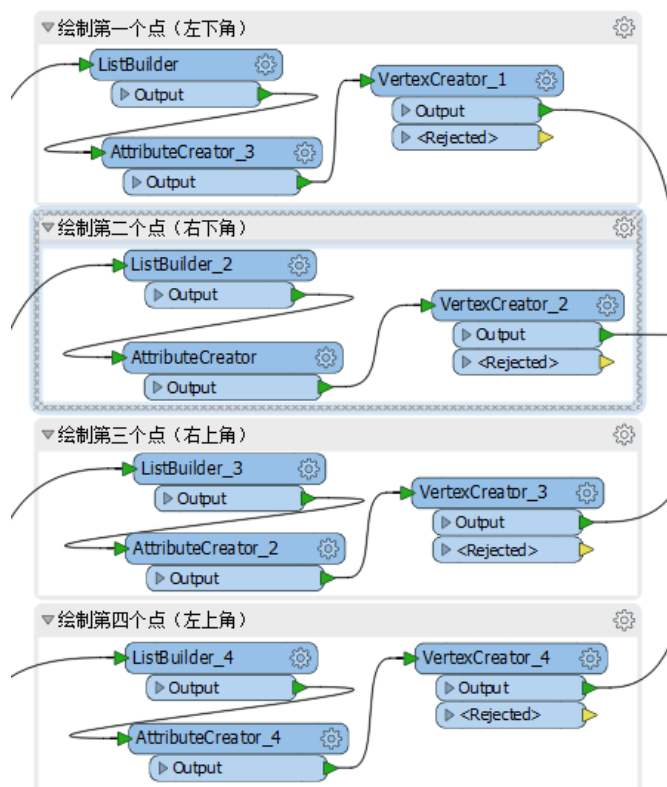 绘制第一个点（左下角）
ListBuilder
Output
VertexCreator_1
Output
<Rejected>
AttributeCreator_3
Output
绘制第二个点（右下角）
ListBuilder_2
Output
VertexCreator_2
Output
<Rejected>
AttributeCreator
Output
绘制第三个点（右上角）
ListBuilder_3
Output
VertexCreator_3
Output
<Rejected>
AttributeCreator_2
Output
绘制第四个点（左上角）
ListBuilder_4
Output
VertexCreator_4
Output
<Rejected>
AttributeCreator_4
Output